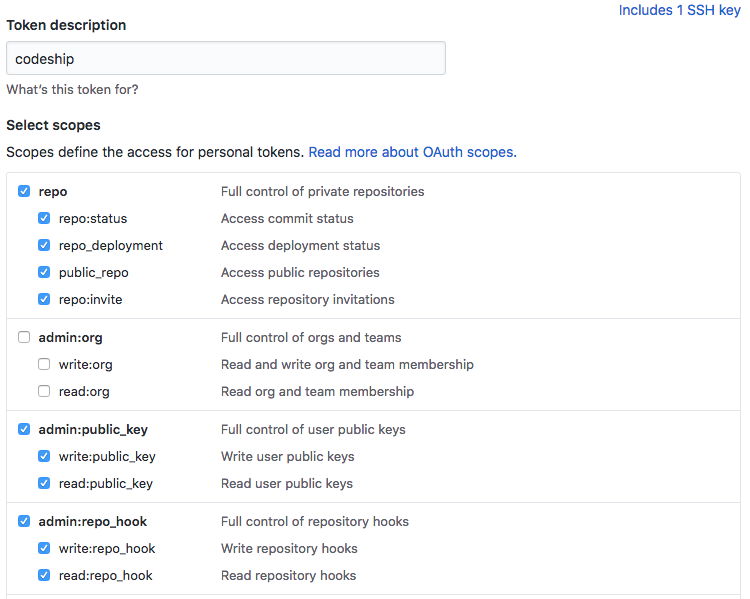 Includes 1 SSH key
Token description
codeship
What's this token for?
Select scopes
Scopes define the access for personal tokens. Read more about OAuth scopes.
repo Full control of private repositories
repo:status Access commit status
repo_deployment Access deployment status
public_repo Access public repositories
repo:invite Access repository invitations
admin:org Full control of orgs and teams
write:org Read and write org and team membership
read:org Read org and team membership
admin:public_key Full control of user public keys
write:public_key Write user public keys
read:public_key Read user public keys
admin:repo_hook Full control of repository hooks
write:repo_hook Write repository hooks
read:repo_hook Read repository hooks